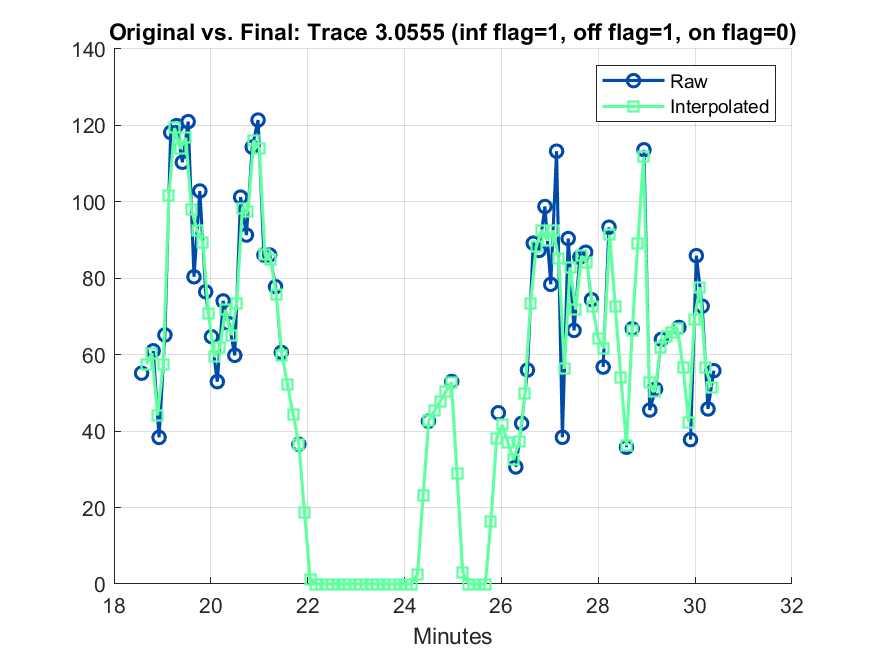 Original vs. Final: Trace 3.0555 (inf flag=1, off flag=1, on flag=0)
140
120
100
80
60
40
20
0
Raw
Interpolated
18 20 22 24 26 28 30 32
Minutes